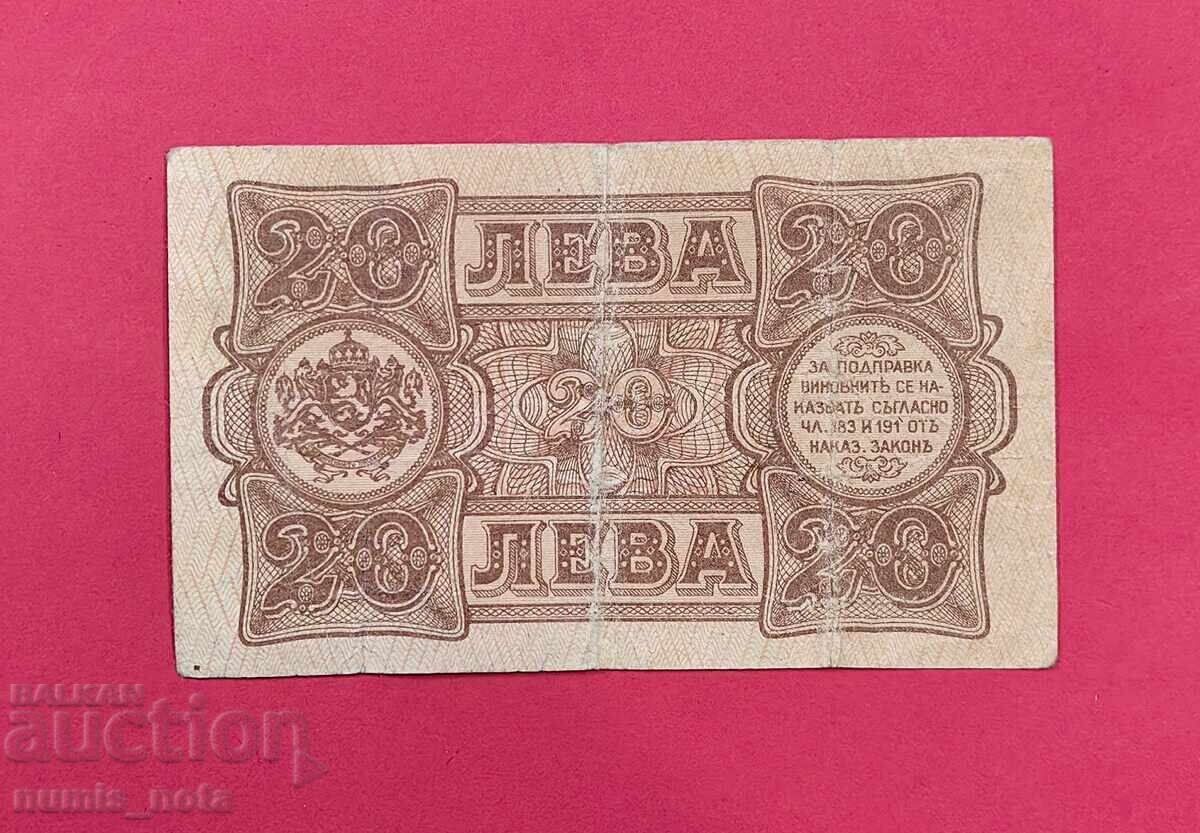 20 ЛЕВА 20
ЗА ПОДПРАВКА
ВИНОВНИТѢ СЕ НА-
КАЗВАТЪ СЪГЛАСНО
ЧЛ. 183 И 191 ОТЪ
НАКАЗ. ЗАКОНЪ
20
20 ЛЕВА 20
BALKAN
auction
numis_nota